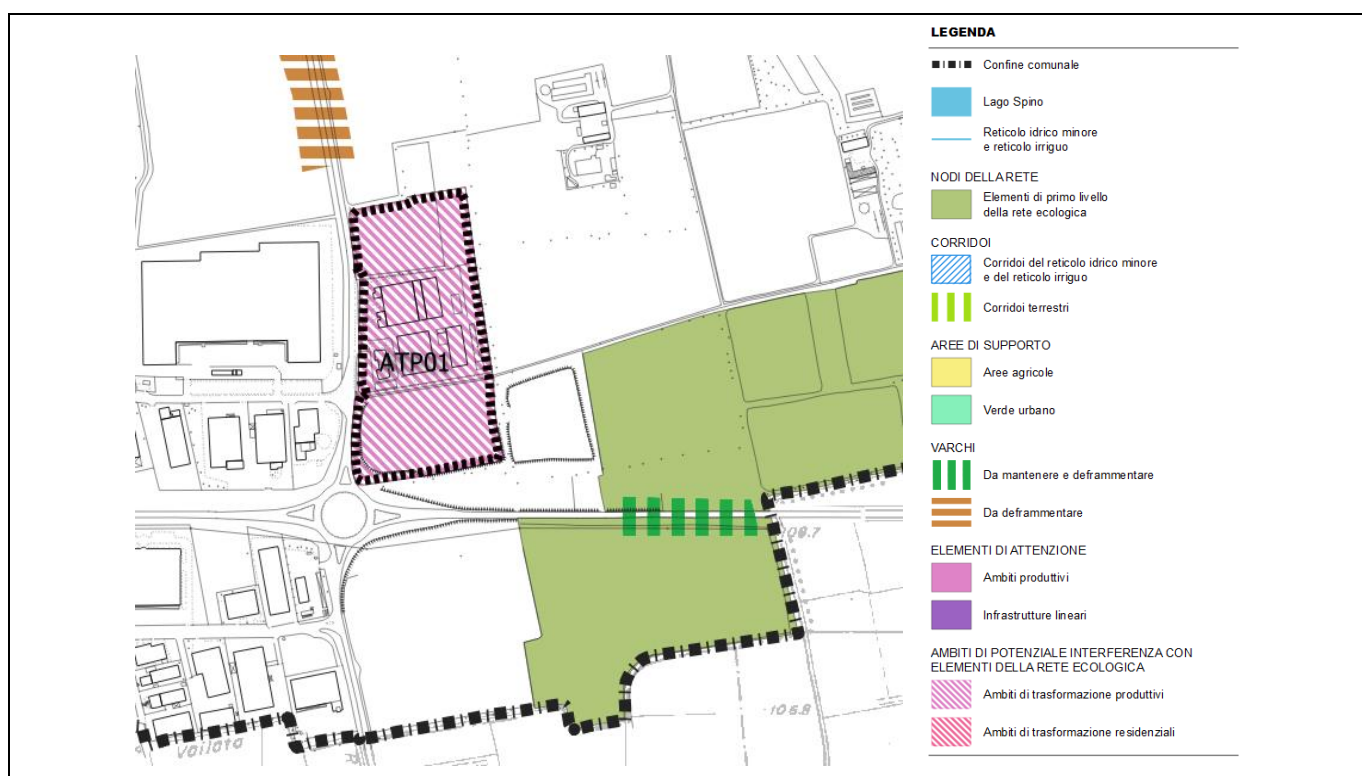 ATP01
106.8
Vailata
LEGENDA
Confine comunale
Lago Spino
Reticolo idrico minore
e reticolo irriguo
NODI DELLA RETE
Elementi di primo livello
della rete ecologica
CORRIDOI
Corridoi del reticolo idrico minore
e del reticolo irriguo
Corridoi terrestri
AREE DI SUPPORTO
Aree agricole
Verde urbano
VARCHI
Da mantenere e deframmentare
Da deframmentare
ELEMENTI DI ATTENZIONE
Ambiti produttivi
Infrastrutture lineari
AMBITI DI POTENZIALE INTERFERENZA CON
ELEMENTI DELLA RETE ECOLOGICA
Ambiti di trasformazione produttivi
Ambiti di trasformazione residenziali